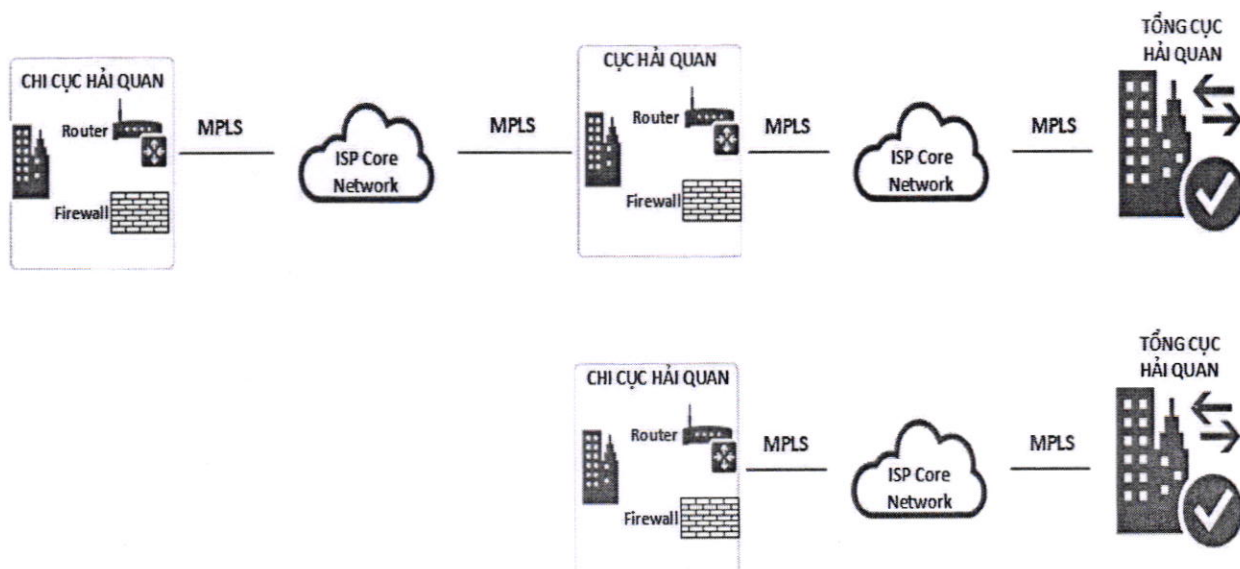 TỔNG CỤC
HẢI QUAN
CHI CỤC HẢI QUAN
Router
Firewall
MPLS
ISP Core
Network
MPLS
CỤC HẢI QUAN
Router
Firewall
MPLS
ISP Core
Network
MPLS
TỔNG CỤC
HẢI QUAN
CHI CỤC HẢI QUAN
Router
Firewall
MPLS
ISP Core
Network
MPLS